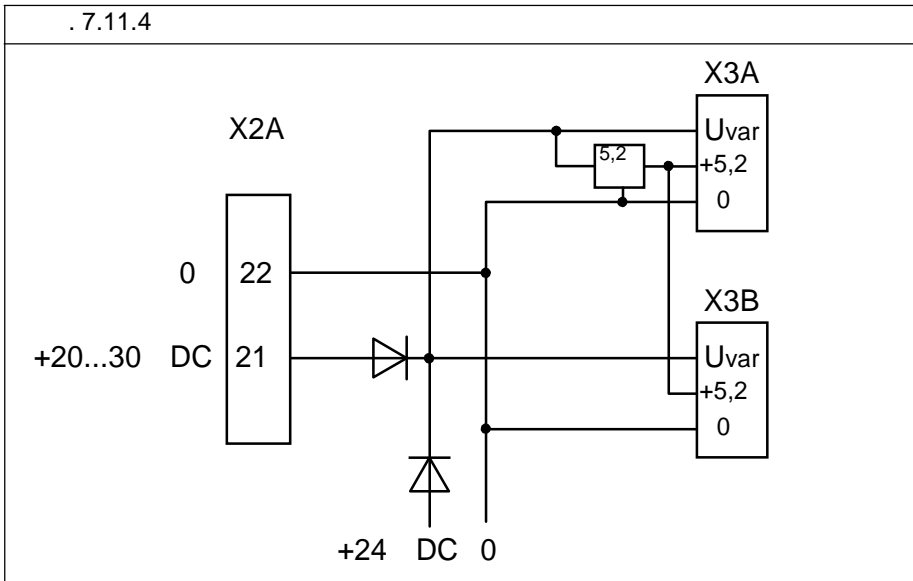 . 7.11.4
X3A
X2A
Uvar
5,2
+5,2
0
0 22
X3B
+20...30 DC 21
Uvar
+5,2
0
+24 DC 0